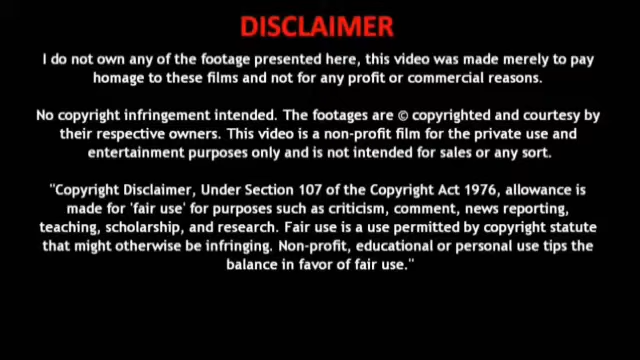 DISCLAIMER
I do not own any of the footage presented here, this video was made merely to pay
homage to these films and not for any profit or commercial reasons.
No copyright infringement intended. The footages are © copyrighted and courtesy by
their respective owners. This video is a non-profit film for the private use and
entertainment purposes only and is not intended for sales or any sort.
"Copyright Disclaimer, Under Section 107 of the Copyright Act 1976, allowance is
made for 'fair use' for purposes such as criticism, comment, news reporting,
teaching, scholarship, and research. Fair use is a use permitted by copyright statute
that might otherwise be infringing. Non-profit, educational or personal use tips the
balance in favor of fair use."